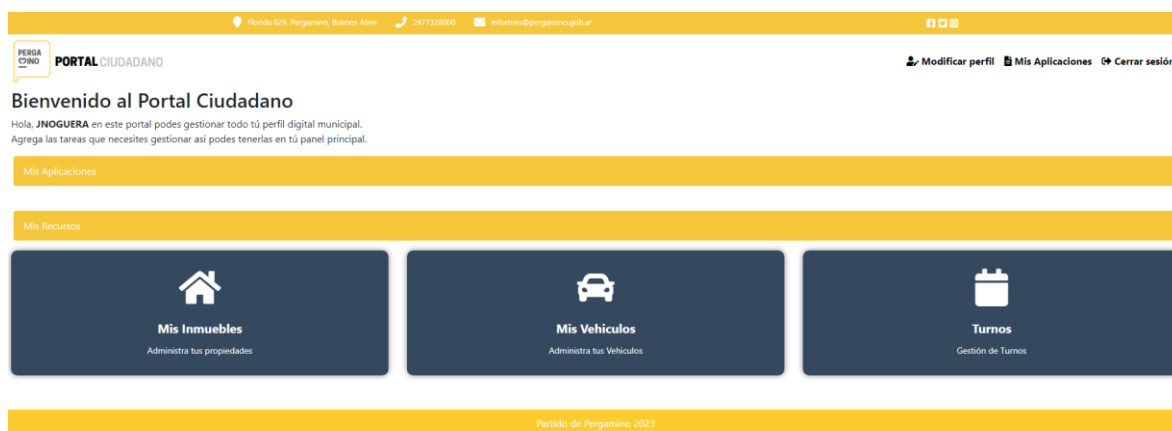 Florida 629, Pergamino, Buenos Aires 2477328000 informes@pergamino.gob.ar
PERGA
MINO
PORTAL CIUDADANO
Modificar perfil Mis Aplicaciones Cerrar sesión
Bienvenido al Portal Ciudadano
Hola, JNOGUERA en este portal podes gestionar todo tú perfil digital municipal.
Agrega las tareas que necesites gestionar asi podes tenerlas en tú panel principal.
Mis Aplicaciones
Mis Recursos
Mis Inmuebles
Administra tus propiedades
Mis Vehiculos
Administra tus Vehiculos
Turnos
Gestión de Turnos
Partido de Pergamino 2023